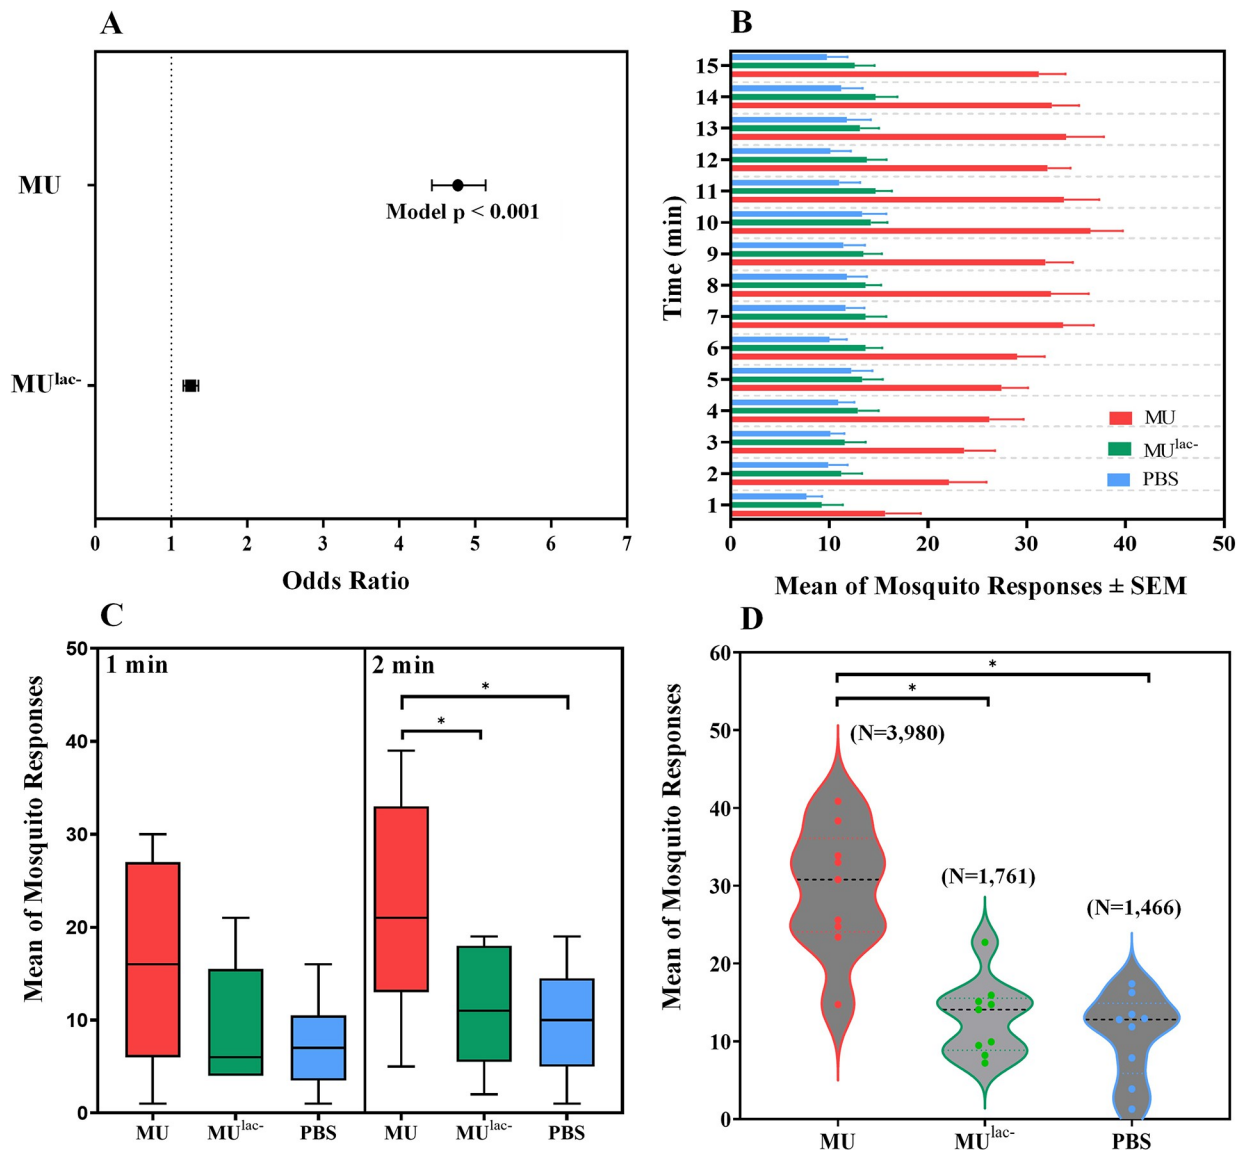 A
MU
Model p < 0.001
MUlac-
0 1 2 3 4 5 6 7
Odds Ratio
B
Time (min)
15
14
13
12
11
10
9
8
7
6
5
4
3
2
1
MU
MUlac-
PBS
0 10 20 30 40 50
Mean of Mosquito Responses ± SEM
C
Mean of Mosquito Responses
50
40
30
20
10
0
1 min
2 min
*
*
MU MUlac- PBS MU MUlac- PBS
D
Mean of Mosquito Responses
60
50
40
30
20
10
0
*
*
(N=3,980)
(N=1,761)
(N=1,466)
MU MUlac- PBS